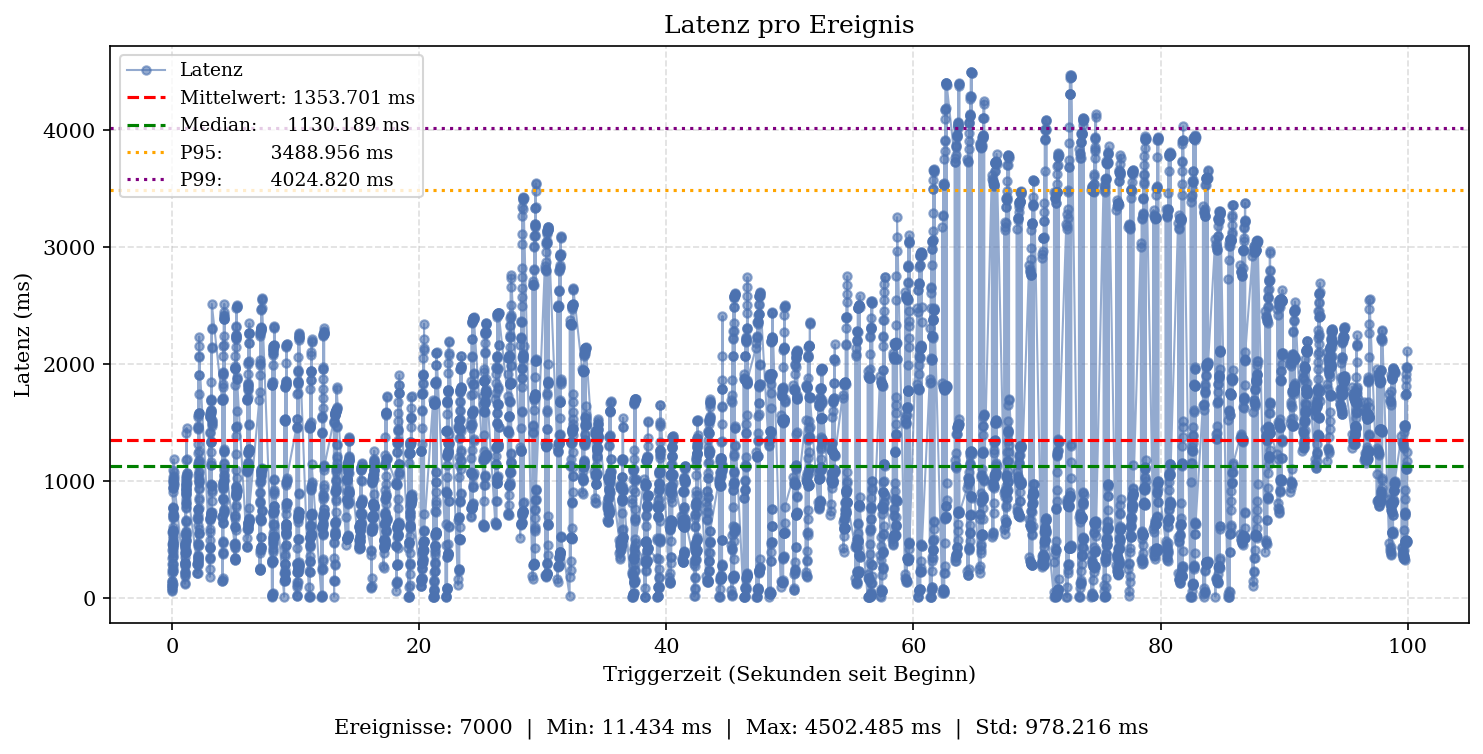 Latenz pro Ereignis
Latenz (ms)
4000
3000
2000
1000
0
Latenz
Mittelwert: 1353.701 ms
Median: 1130.189 ms
P95: 3488.956 ms
P99: 4024.820 ms
0 20 40 60 80 100
Triggerzeit (Sekunden seit Beginn)
Ereignisse: 7000 | Min: 11.434 ms | Max: 4502.485 ms | Std: 978.216 ms